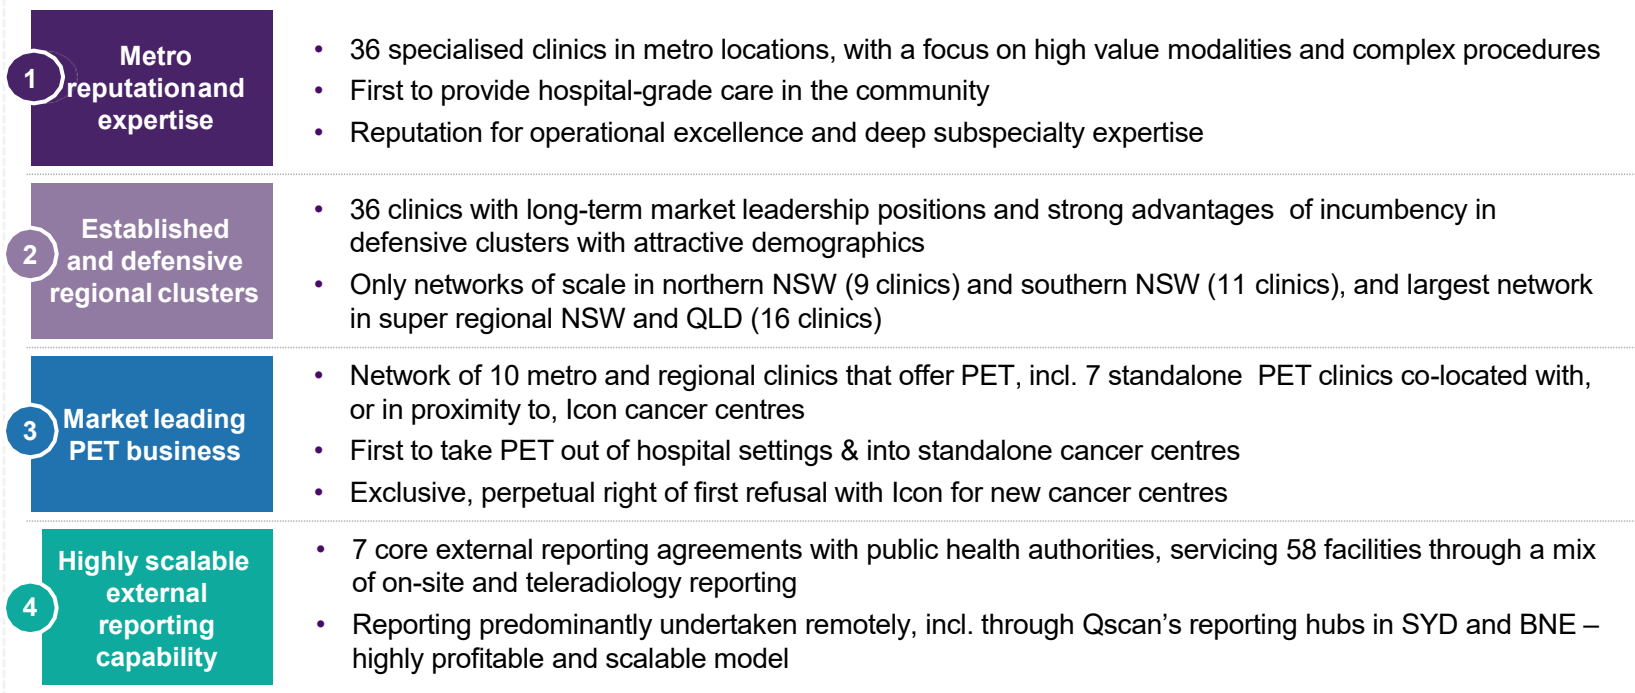 1
Metro
reputation and
expertise
• 36 specialised clinics in metro locations, with a focus on high value modalities and complex procedures
• First to provide hospital-grade care in the community
• Reputation for operational excellence and deep subspecialty expertise
2
Established
and defensive
regional clusters
• 36 clinics with long-term market leadership positions and strong advantages of incumbency in
defensive clusters with attractive demographics
• Only networks of scale in northern NSW (9 clinics) and southern NSW (11 clinics), and largest network
in super regional NSW and QLD (16 clinics)
3
Market leading
PET business
• Network of 10 metro and regional clinics that offer PET, incl. 7 standalone PET clinics co-located with,
or in proximity to, Icon cancer centres
• First to take PET out of hospital settings & into standalone cancer centres
• Exclusive, perpetual right of first refusal with Icon for new cancer centres
4
Highly scalable
external
reporting
capability
• 7 core external reporting agreements with public health authorities, servicing 58 facilities through a mix
of on-site and teleradiology reporting
• Reporting predominantly undertaken remotely, incl. through Qscan’s reporting hubs in SYD and BNE –
highly profitable and scalable model